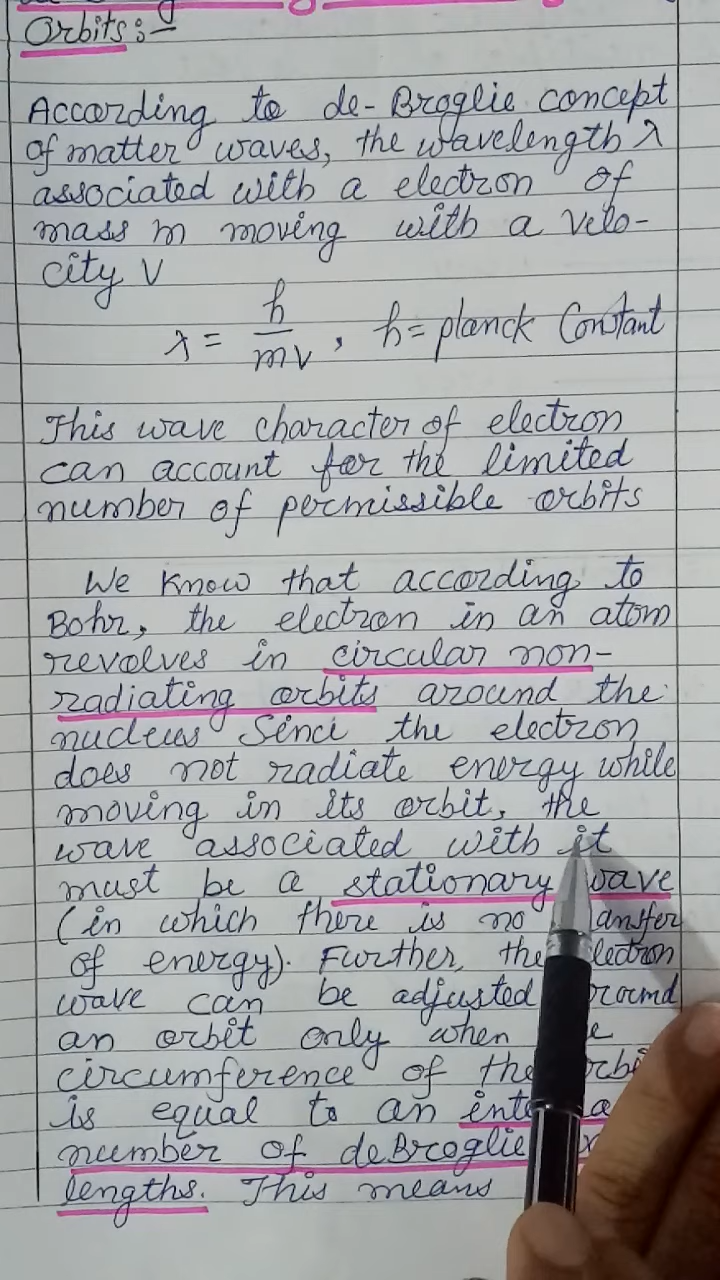 Orbits:-
According to de-Broglie concept
of matter waves, the wavelength λ
associated with a electron of
mass m moving with a velo-
city v
λ = h/mv, h = planck Constant
This wave character of electron
can account for the limited
number of permissible orbits
We know that according to
Bohr, the electron in an atom
revolves in circular non-
radiating orbits around the
nucleus Since the electron
does not radiate energy while
moving in its orbit, the
wave associated with it
must be a stationary wave
(in which there is no
of energy). Further, the
wave can be adjusted
an orbit only when
circumference of the
is equal to an
number of deBroglie
lengths. This means